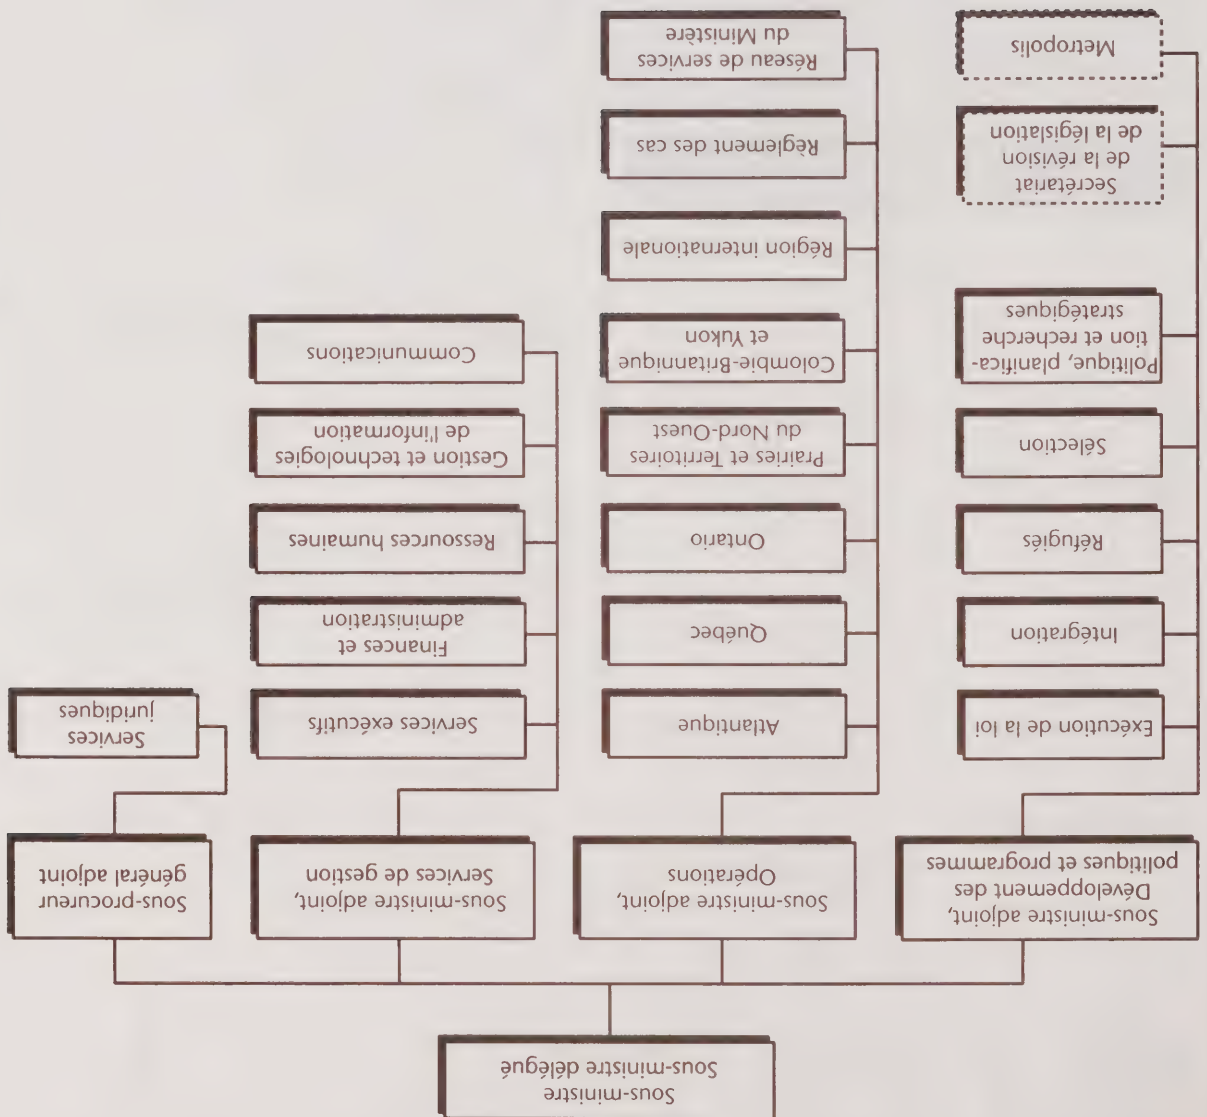 Sous-ministre
Sous-ministre délégué
Sous-ministre adjoint,
Développement des
politiques et programmes
Exécution de la loi
Intégration
Réfugiés
Sélection
Politique, planifica-
tion et recherche
stratégiques
Secrétariat
de la révision
de la législation
Metropolis
Sous-ministre adjoint,
Opérations
Atlantique
Québec
Ontario
Prairies et Territoires
du Nord-Ouest
Colombie-Britannique
et Yukon
Région internationale
Règlement des cas
Réseau de services
du Ministère
Sous-ministre adjoint,
Services de gestion
Services exécutifs
Finances et
administration
Ressources humaines
Gestion et technologies
de l'information
Communications
Sous-procureur
général adjoint
Services
juridiques